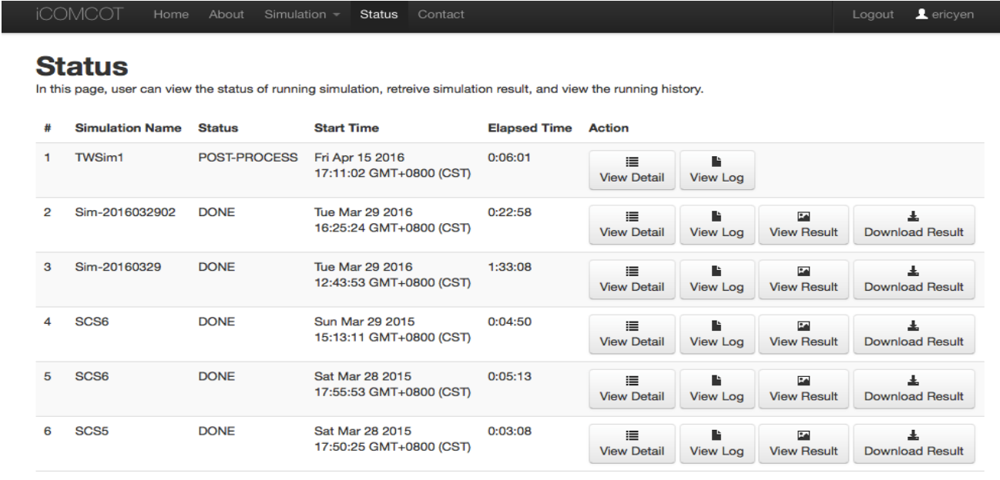 iCOMCOT Home About Simulation Status Contact Logout ericyen
Status
In this page, user can view the status of running simulation, retreive simulation result, and view the running history.
# Simulation Name Status Start Time Elapsed Time Action
1 TWSim1 POST-PROCESS Fri Apr 15 2016 0:06:01
17:11:02 GMT+0800 (CST)
View Detail View Log
2 Sim-2016032902 DONE Tue Mar 29 2016 0:22:58
16:25:24 GMT+0800 (CST)
View Detail View Log View Result Download Result
3 Sim-20160329 DONE Tue Mar 29 2016 1:33:08
12:43:53 GMT+0800 (CST)
View Detail View Log View Result Download Result
4 SCS6 DONE Sun Mar 29 2015 0:04:50
15:13:11 GMT+0800 (CST)
View Detail View Log View Result Download Result
5 SCS6 DONE Sat Mar 28 2015 0:05:13
17:55:53 GMT+0800 (CST)
View Detail View Log View Result Download Result
6 SCS5 DONE Sat Mar 28 2015 0:03:08
17:50:25 GMT+0800 (CST)
View Detail View Log View Result Download Result